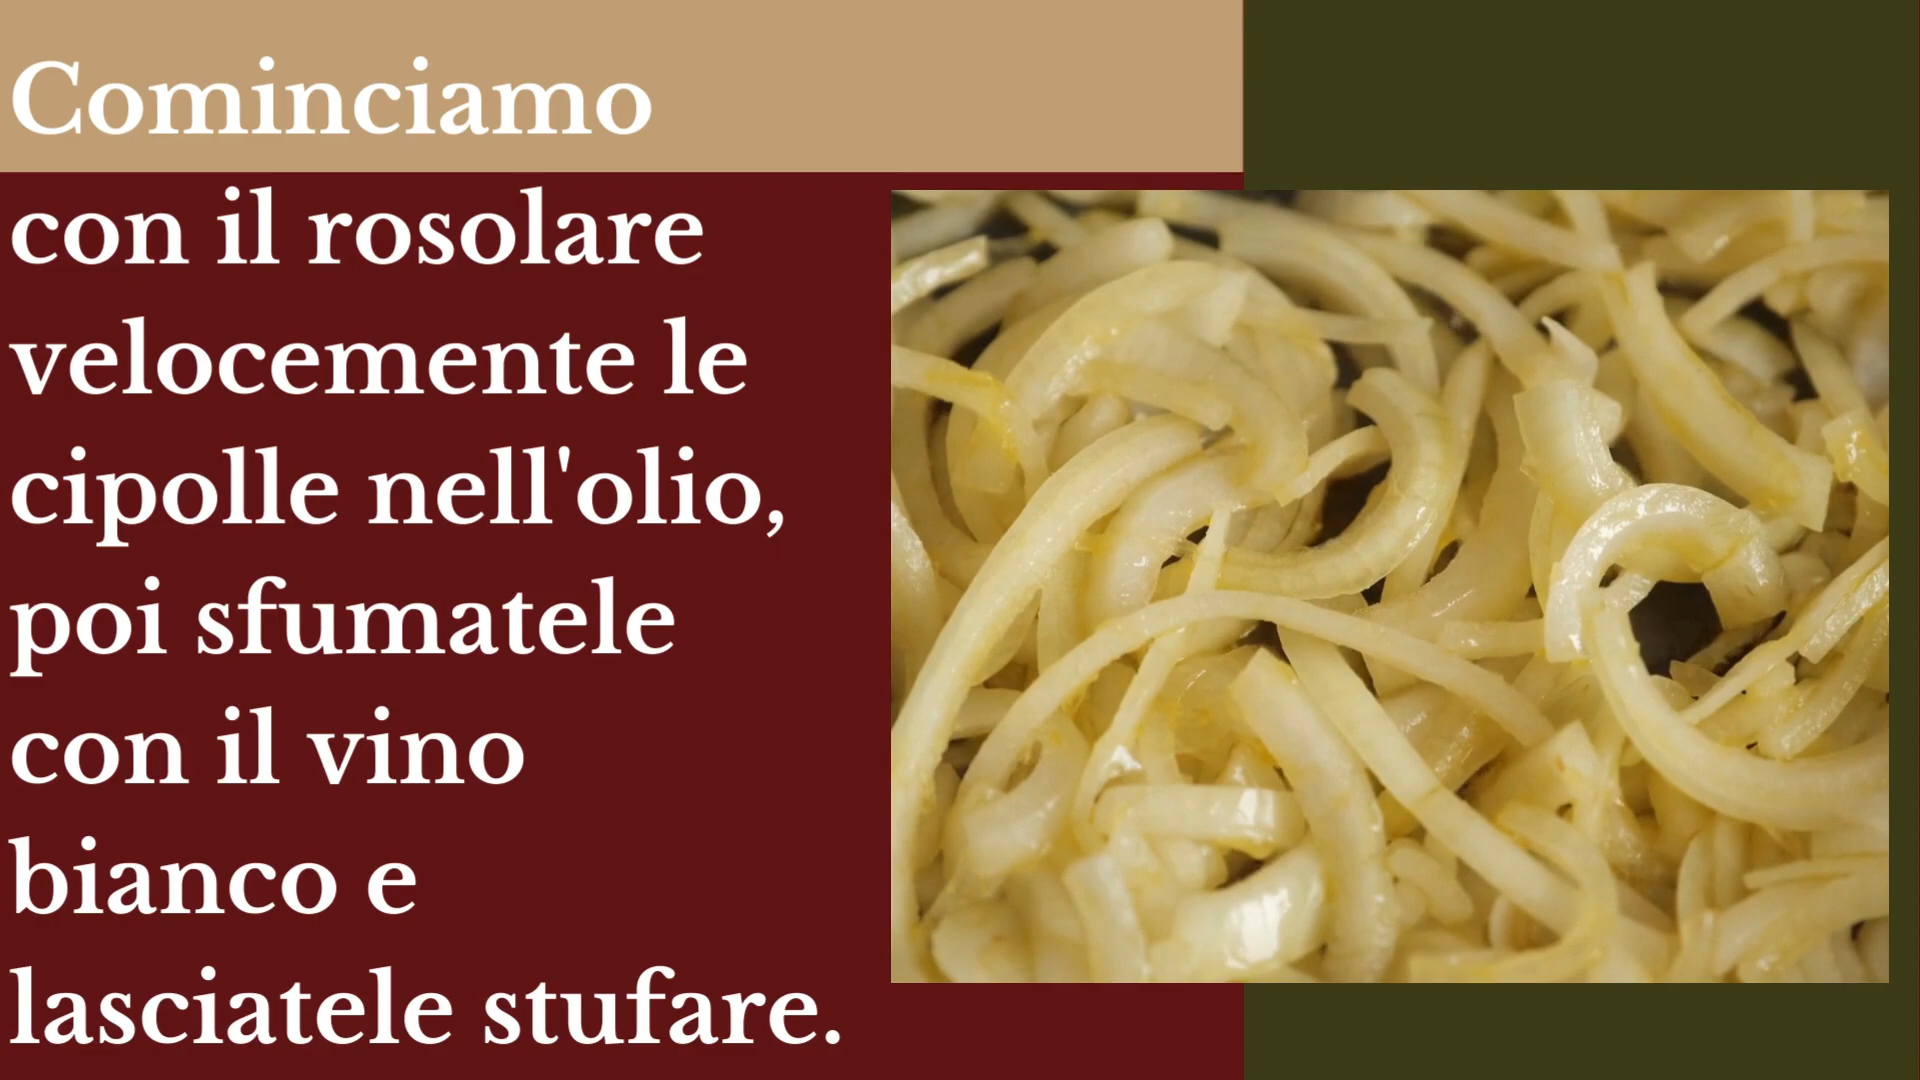 Cominciamo
con il rosolare
velocemente le
cipolle nell'olio,
poi sfumatele
con il vino
bianco e
lasciatele stufare.